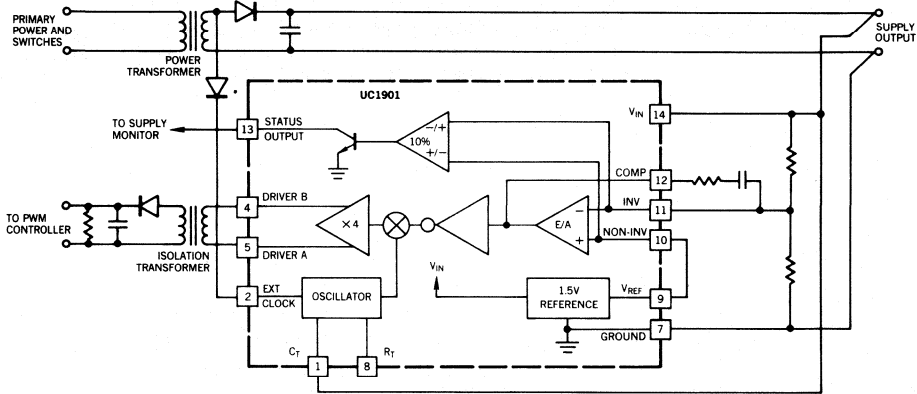 PRIMARY
POWER AND
SWITCHES
POWER
TRANSFORMER
SUPPLY
OUTPUT
UC1901
TO SUPPLY
MONITOR
13
STATUS
OUTPUT
10%
−/+
+/−
VIN
14
COMP
12
INV
11
NON-INV
10
E/A
−
+
×4
4
DRIVER B
5
DRIVER A
TO PWM
CONTROLLER
ISOLATION
TRANSFORMER
2
EXT
CLOCK
OSCILLATOR
VIN
1.5V
REFERENCE
VREF
9
7
GROUND
CT
1
8
RT